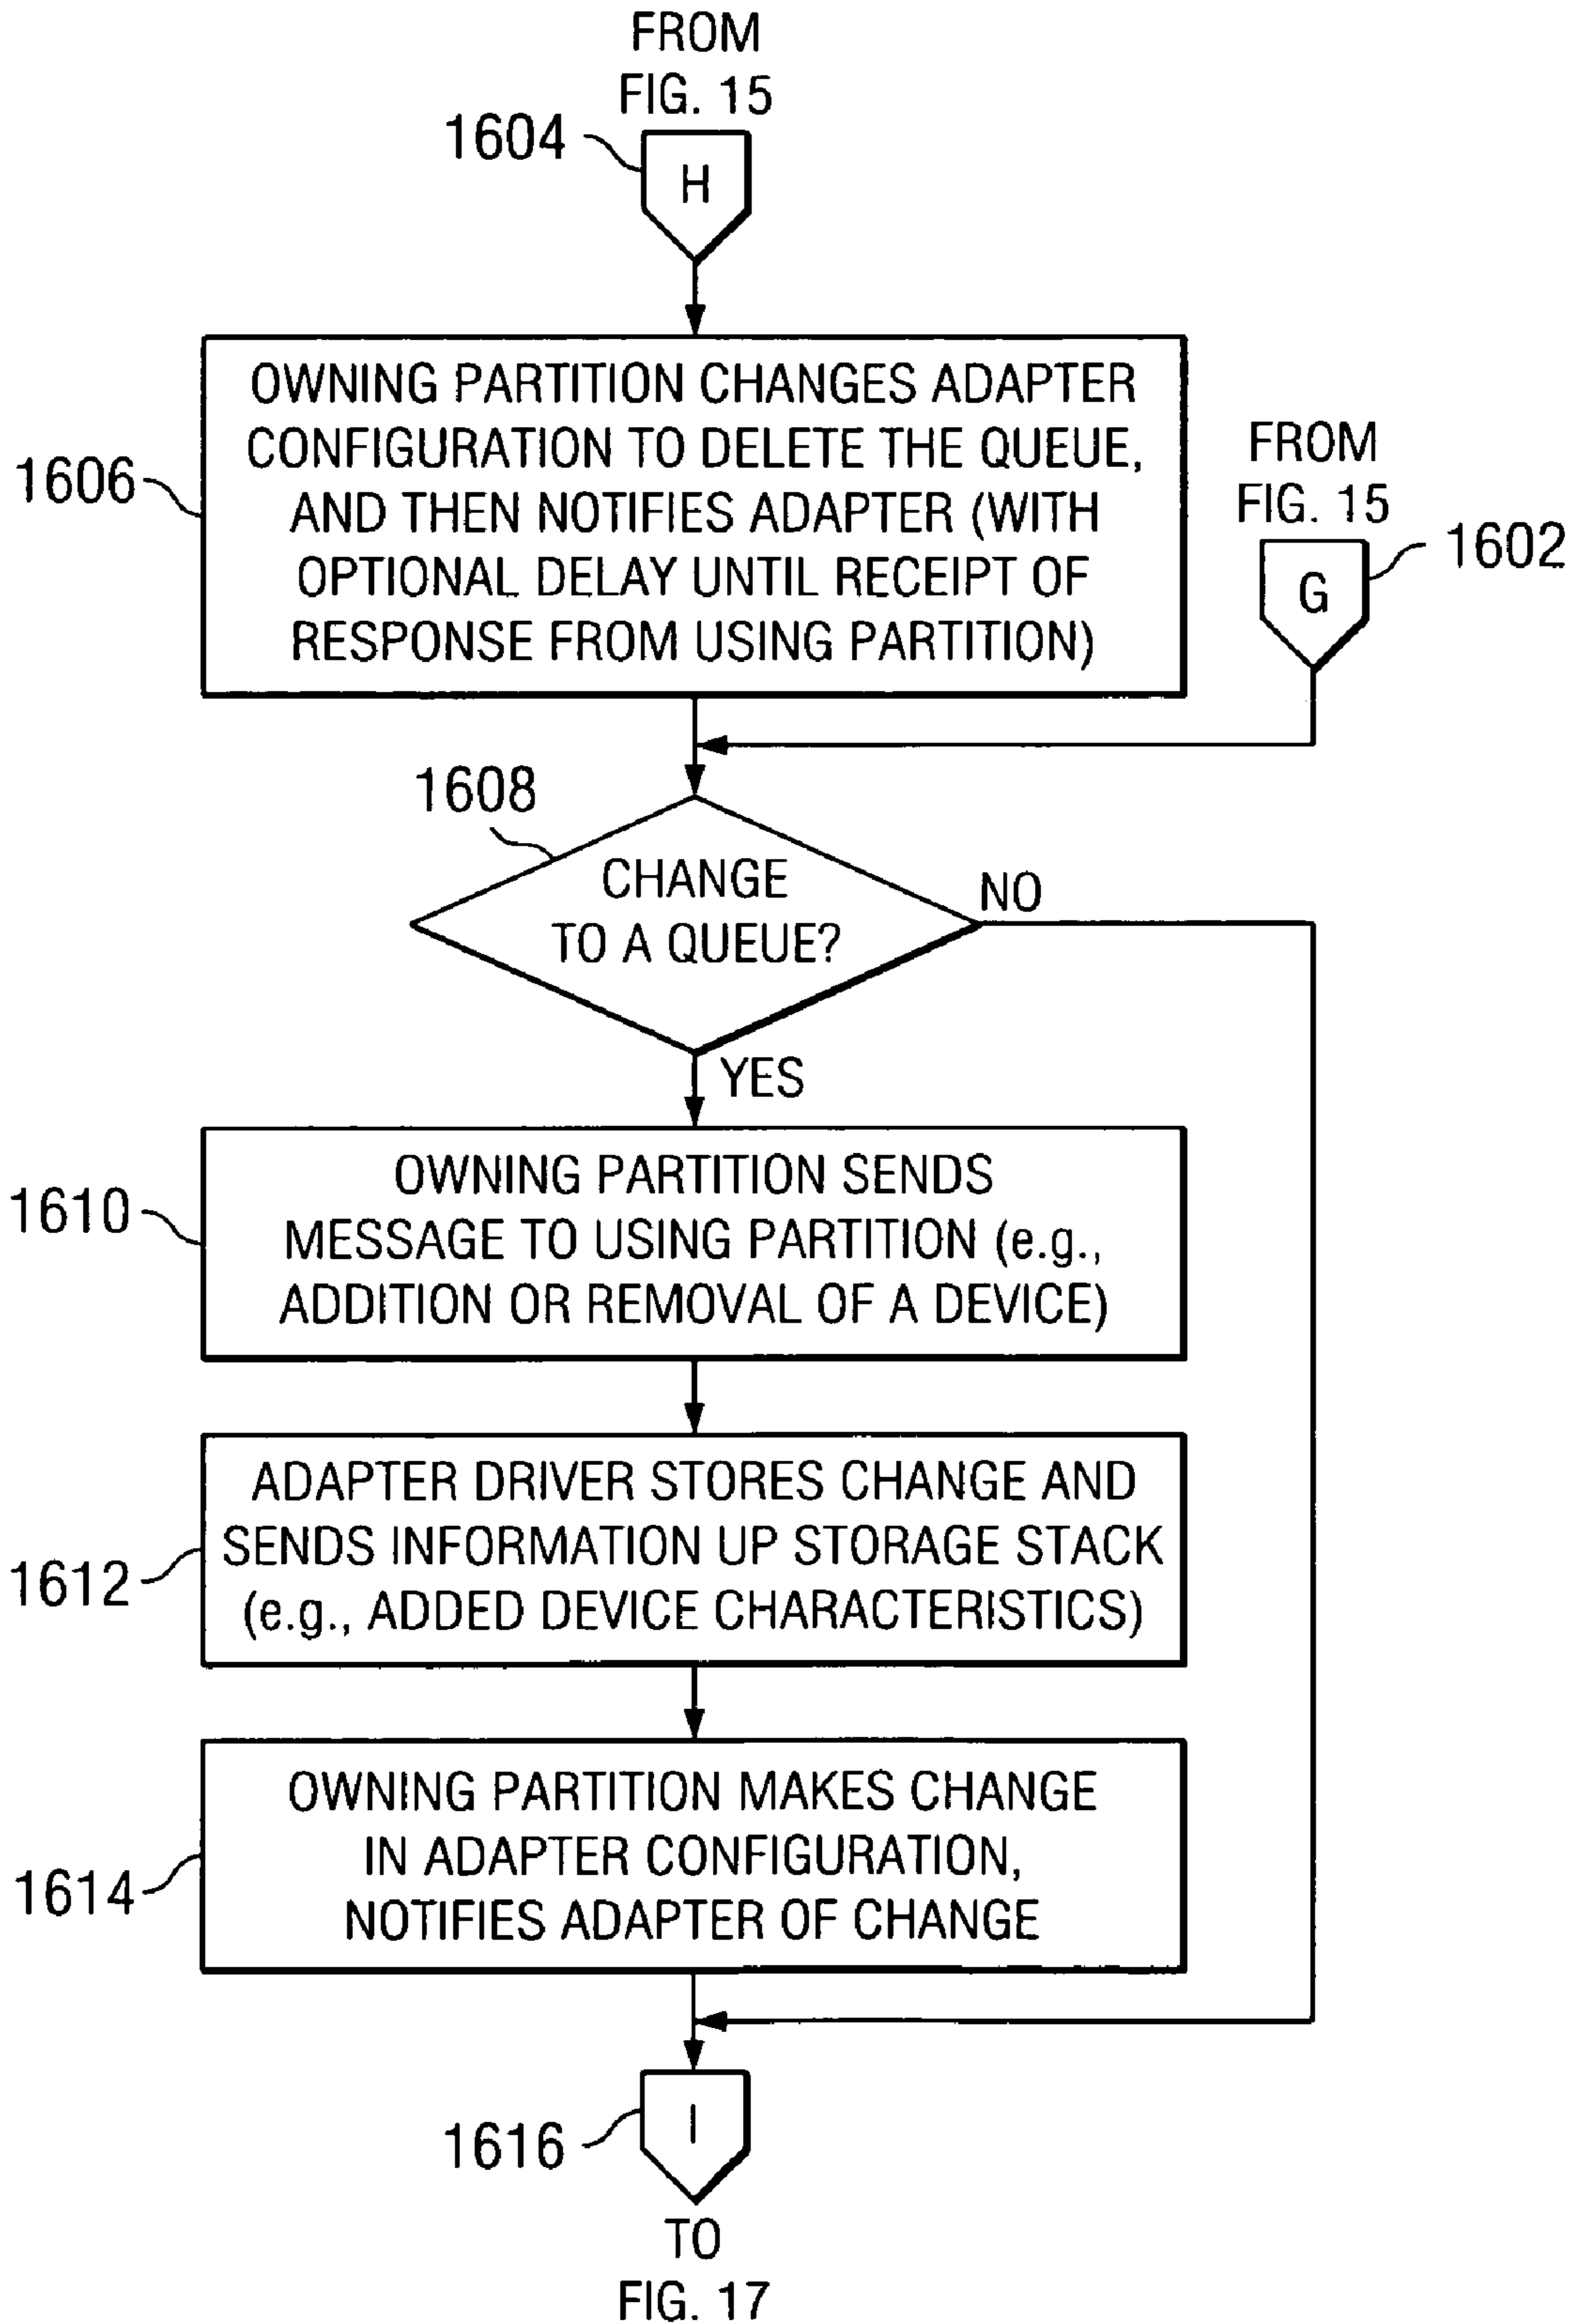 FROM
FIG. 15
1604
H
OWNING PARTITION CHANGES ADAPTER
CONFIGURATION TO DELETE THE QUEUE,
AND THEN NOTIFIES ADAPTER (WITH
OPTIONAL DELAY UNTIL RECEIPT OF
RESPONSE FROM USING PARTITION)
1606
FROM
FIG. 15
1602
G
1608
CHANGE
TO A QUEUE?
NO
YES
1610
OWNING PARTITION SENDS
MESSAGE TO USING PARTITION (e.g.,
ADDITION OR REMOVAL OF A DEVICE)
1612
ADAPTER DRIVER STORES CHANGE AND
SENDS INFORMATION UP STORAGE STACK
(e.g., ADDED DEVICE CHARACTERISTICS)
1614
OWNING PARTITION MAKES CHANGE
IN ADAPTER CONFIGURATION,
NOTIFIES ADAPTER OF CHANGE
1616
I
TO
FIG. 17